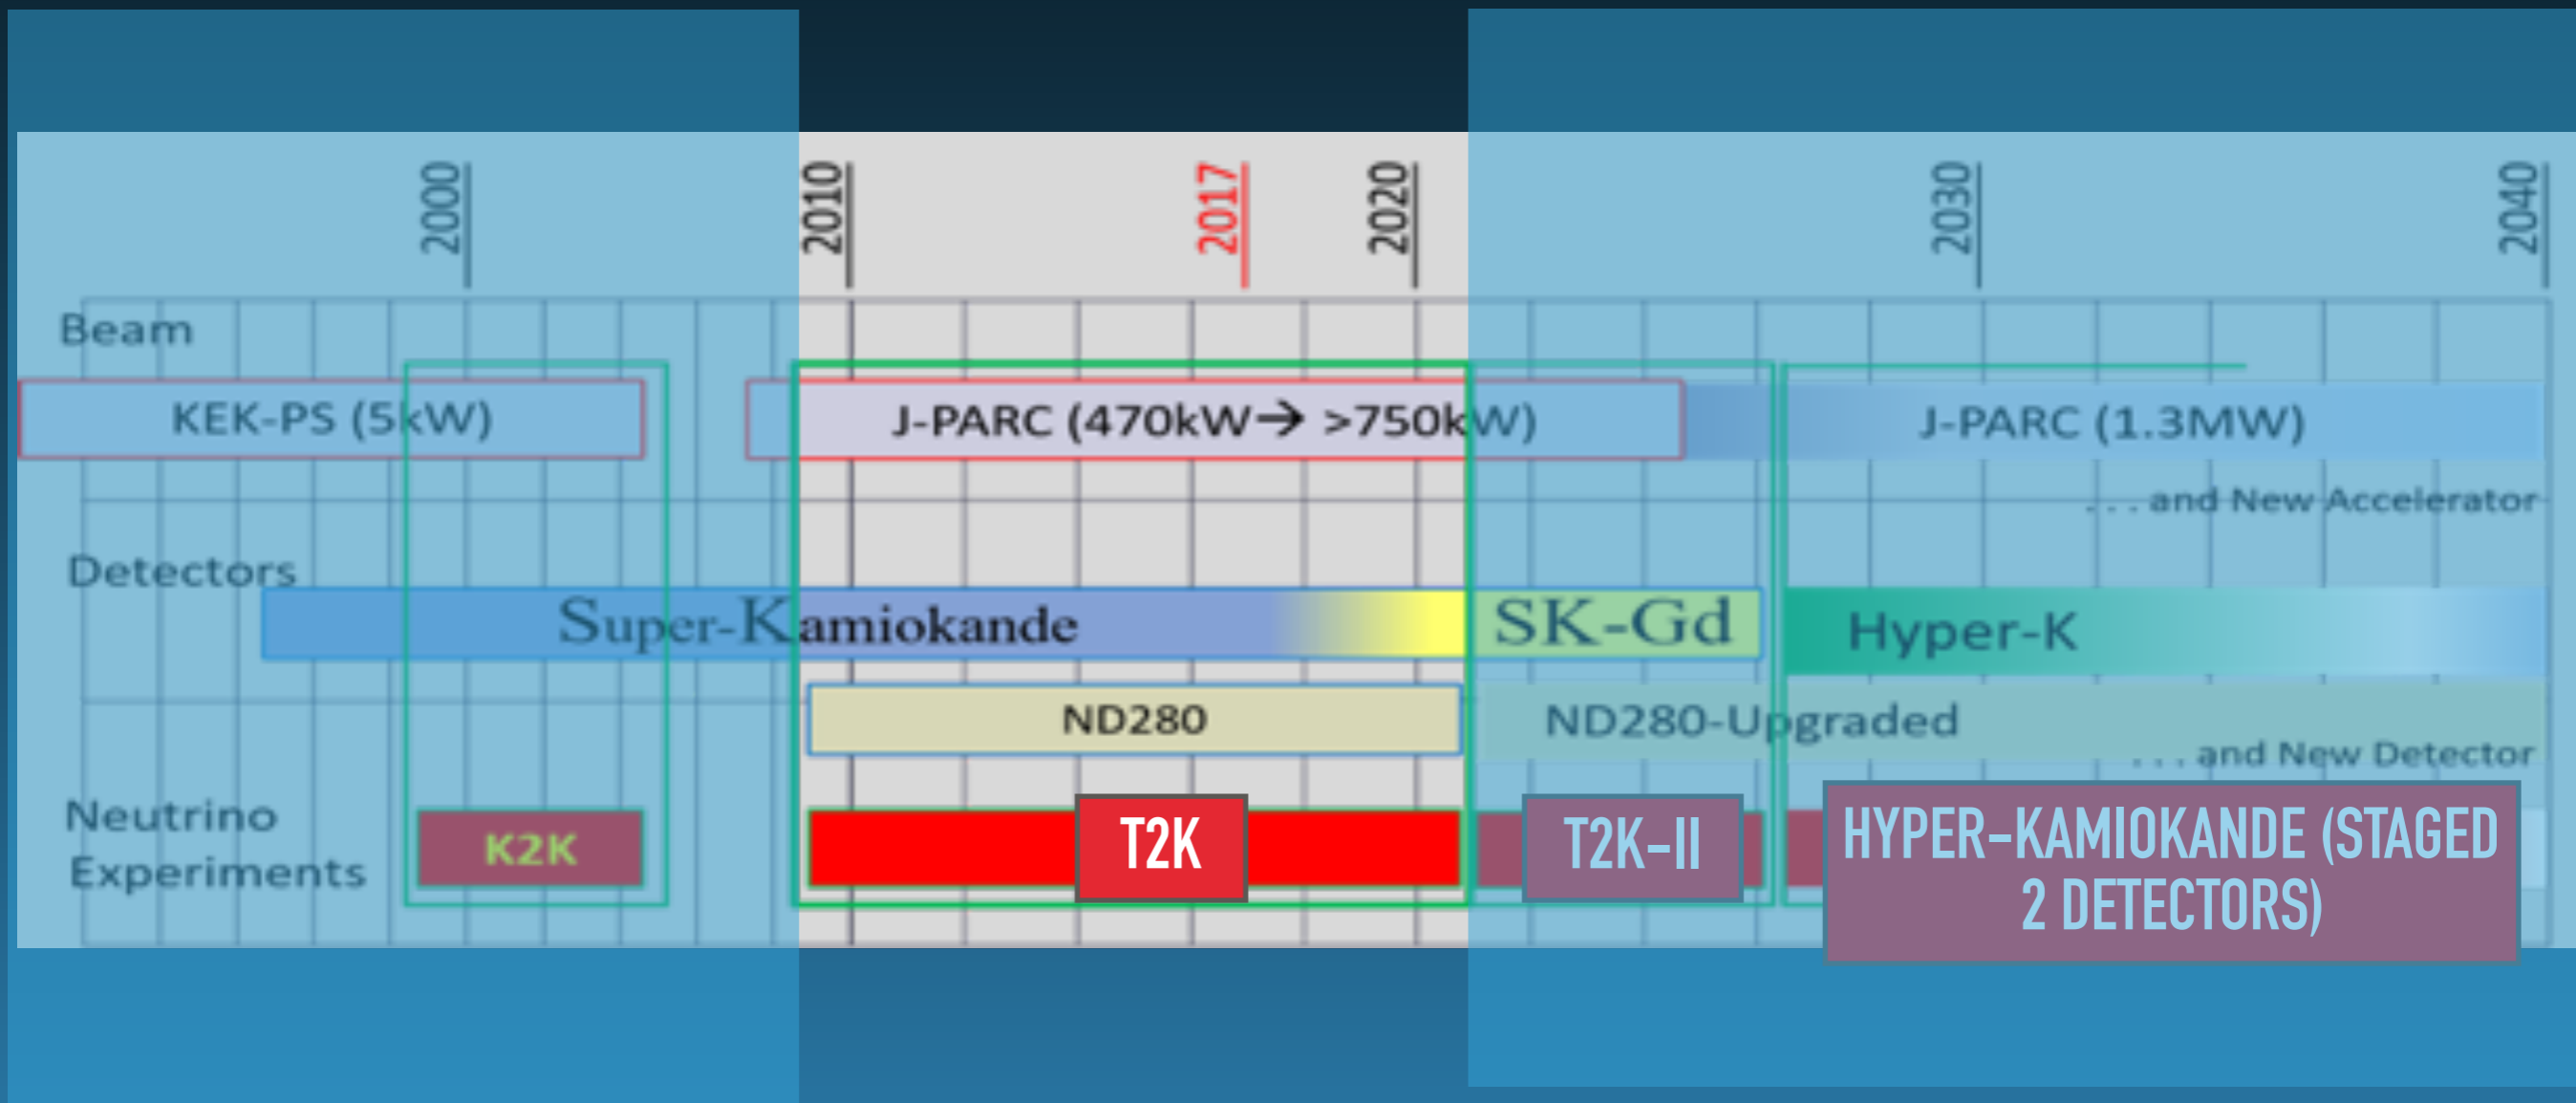 2000
2010
2017
2020
2030
2040
Beam
KEK-PS (5kW)
J-PARC (470kW→ >750kW)
J-PARC (1.3MW)
. . . and New Accelerator
Detectors
Super-Kamiokande
SK-Gd
Hyper-K
ND280
ND280-Upgraded
. . . and New Detector
Neutrino
Experiments
K2K
T2K
T2K-II
HYPER-KAMIOKANDE (STAGED
2 DETECTORS)